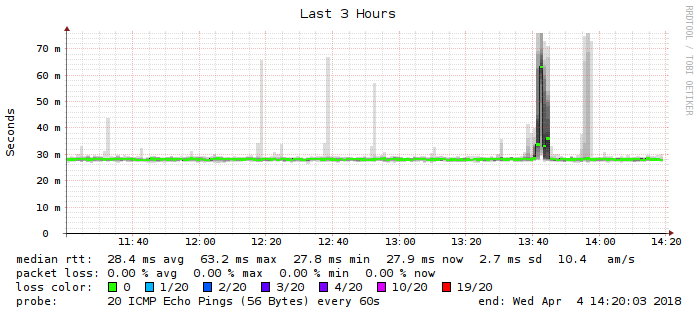 Last 3 Hours
RRDTOOL / TOBI OETIKER
Seconds
70 m
60 m
50 m
40 m
30 m
20 m
10 m
0
11:40 12:00 12:20 12:40 13:00 13:20 13:40 14:00 14:20
median rtt: 28.4 ms avg 63.2 ms max 27.8 ms min 27.9 ms now 2.7 ms sd 10.4 am/s
packet loss: 0.00 % avg 0.00 % max 0.00 % min 0.00 % now
loss color: 0 1/20 2/20 3/20 4/20 10/20 19/20
probe: 20 ICMP Echo Pings (56 Bytes) every 60s end: Wed Apr 4 14:20:03 2018